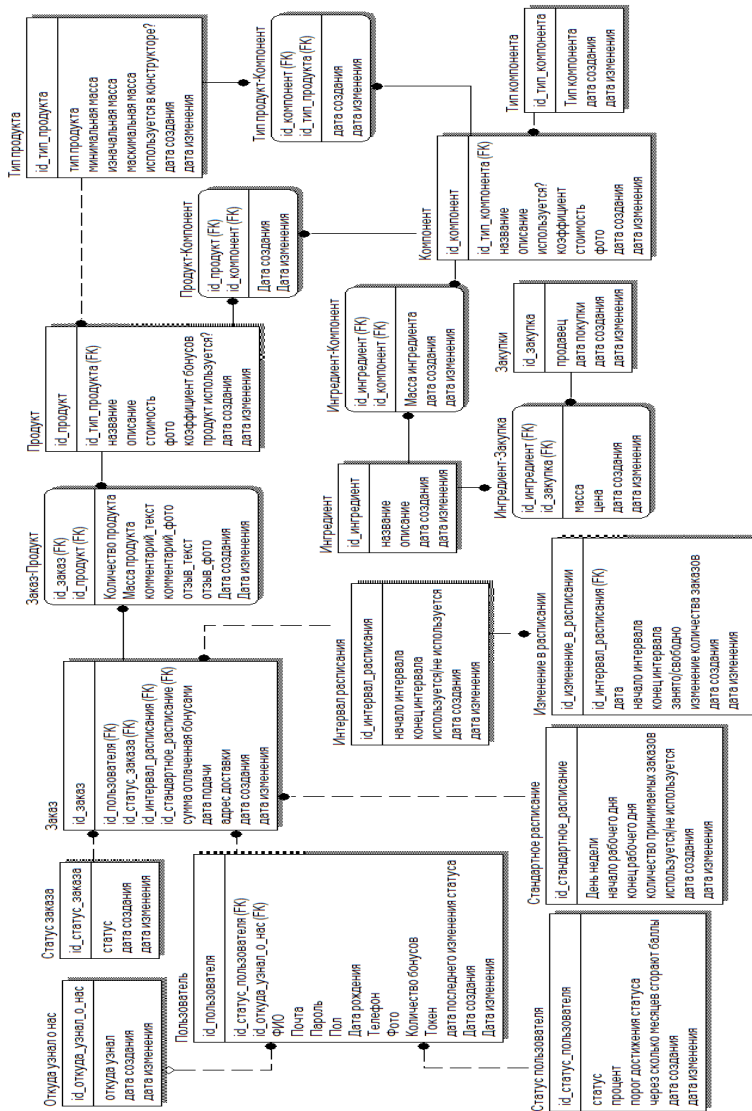 Откуда узнал о нас
id_откуда_узнал_о_нас
откуда узнал
дата создания
дата изменения
Статус заказа
id_статус_заказа
статус
дата создания
дата изменения
Заказ
id_заказ
id_пользователя (FK)
id_статус_заказа (FK)
id_интервал_расписания (FK)
id_стандартное_расписание (FK)
сумма оплаченная бонусами
дата подачи
адрес доставки
дата создания
дата изменения
Заказ-Продукт
id_заказ (FK)
id_продукт (FK)
Количество продукта
Масса продукта
комментарий_текст
комментарий_фото
отзыв_текст
отзыв_фото
Дата создания
Дата изменения
Продукт
id_продукт
id_тип_продукта (FK)
название
описание
стоимость
фото
коэффициент бонусов
продукт используется?
дата создания
дата изменения
Тип продукта
id_тип_продукта
тип продукта
минимальная масса
изначальная масса
маскимальная масса
используется в конструкторе?
дата создания
дата изменения
Пользователь
id_пользователя
id_статус_пользователя (FK)
id_откуда_узнал_о_нас (FK)
ФИО
Почта
Пароль
Пол
Дата рождения
Телефон
Фото
Количество бонусов
Токен
дата последнего изменения статуса
Дата создания
Дата изменения
Интервал расписания
id_интервал_расписания
начало интервала
конец интервала
используется/не используется
дата создания
дата изменения
Ингредиент
id_ингредиент
название
описание
дата создания
дата изменения
Ингредиент-Компонент
id_ингредиент (FK)
id_компонент (FK)
Масса ингредиента
дата создания
дата изменения
Продукт-Компонент
id_продукт (FK)
id_компонент (FK)
Дата создания
Дата изменения
Тип продукт-Компонент
id_компонент (FK)
id_тип_продукта (FK)
дата создания
дата изменения
Компонент
id_компонент
id_тип_компонента (FK)
название
описание
используется?
коэффициент
стоимость
фото
дата создания
дата изменения
Статус пользователя
id_статус_пользователя
статус
процент
порог достижения статуса
через сколько месяцев сгорают баллы
дата создания
дата изменения
Стандартное расписание
id_стандартное_расписание
День недели
начало рабочего дня
конец рабочего дня
количество принимаемых заказов
используется/не используется
дата создания
дата изменения
Изменение в расписании
id_изменение_в_расписании
id_интервал_расписания (FK)
дата
начало интервала
конец интервала
занято/свободно
изменение количества заказов
дата создания
дата изменения
Ингредиент-Закупка
id_ингредиент (FK)
id_закупка (FK)
масса
цена
дата создания
дата изменения
Закупки
id_закупка
продавец
дата покупки
дата создания
дата изменения
Тип компонента
id_тип_компонента
Тип компонента
дата создания
дата изменения